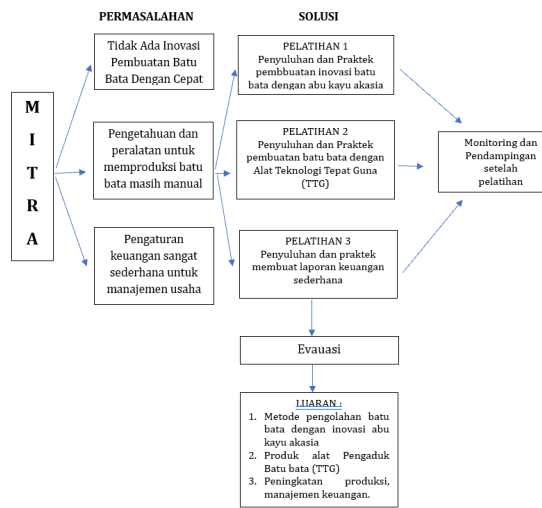 PERMASALAHAN
SOLUSI
M
I
T
R
A
Tidak Ada Inovasi
Pembuatan Batu
Bata Dengan Cepat
Pengetahuan dan
peralatan untuk
memproduksi batu
bata masih manual
Pengaturan
keuangan sangat
sederhana untuk
manajemen usaha
PELATIHAN 1
Penyuluhan dan Praktek
pembbuatan inovasi batu
bata dengan abu kayu akasia
PELATIHAN 2
Penyuluhan dan Praktek
pembuatan batu bata dengan
Alat Teknologi Tepat Guna
(TTG)
PELATIHAN 3
Penyuluhan dan praktek
membuat laporan keuangan
sederhana
Monitoring dan
Pendampingan
setelah
pelatihan
Evauasi
LUARAN :
1. Metode pengolahan batu
bata dengan inovasi abu
kayu akasia
2. Produk alat Pengaduk
Batu bata (TTG)
3. Peningkatan produksi,
manajemen keuangan.